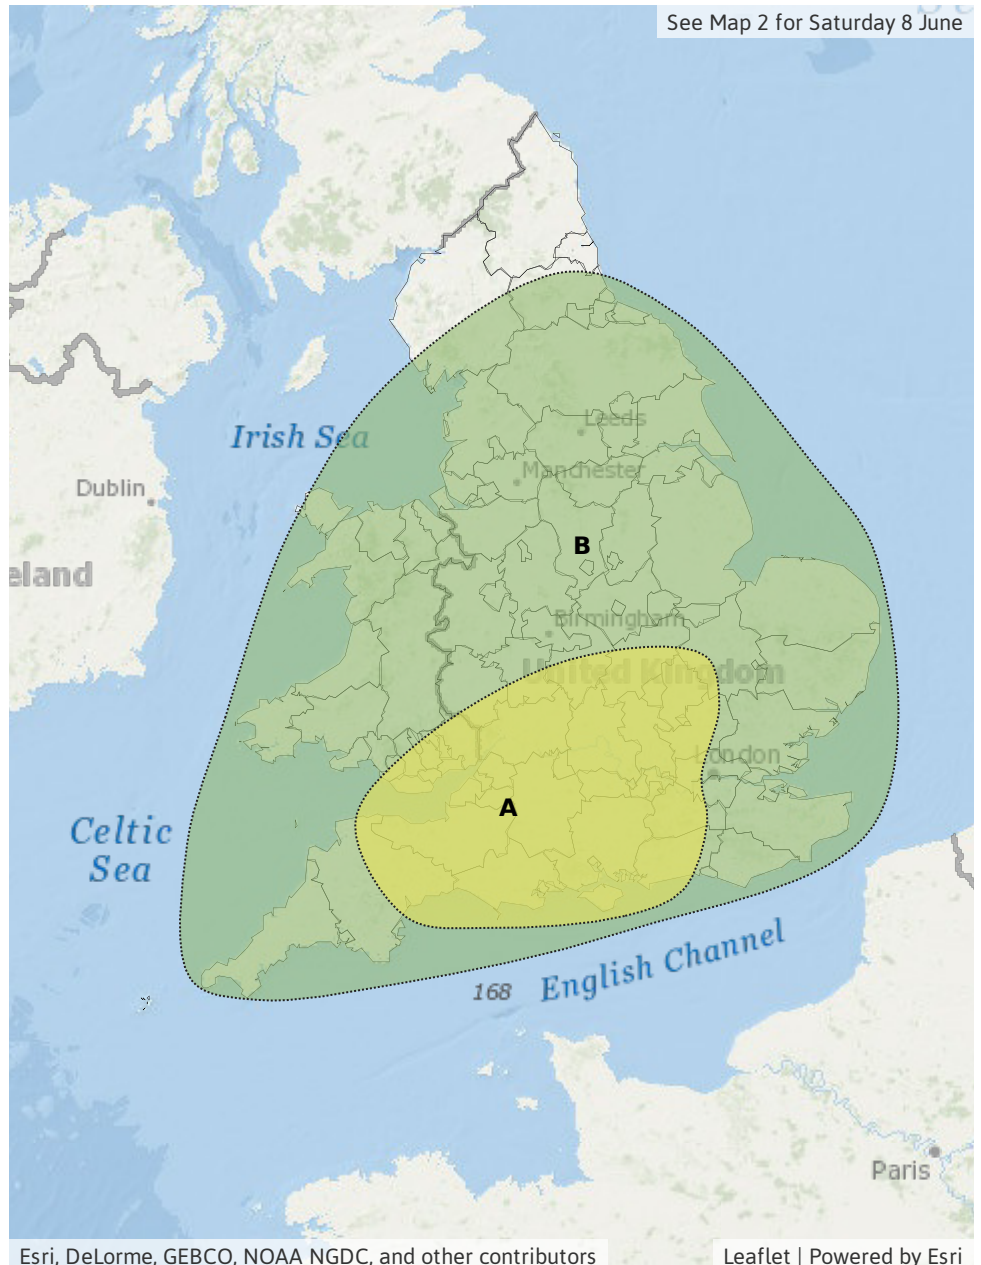 See Map 2 for Saturday 8 June
Leeds
Irish Sea
Manchester
Dublin
B
eland
Birmingham
United Kingdom
London
A
Celtic
Sea
English Channel
168
Paris
Esri, DeLorme, GEBCO, NOAA NGDC, and other contributors
Leaflet | Powered by Esri